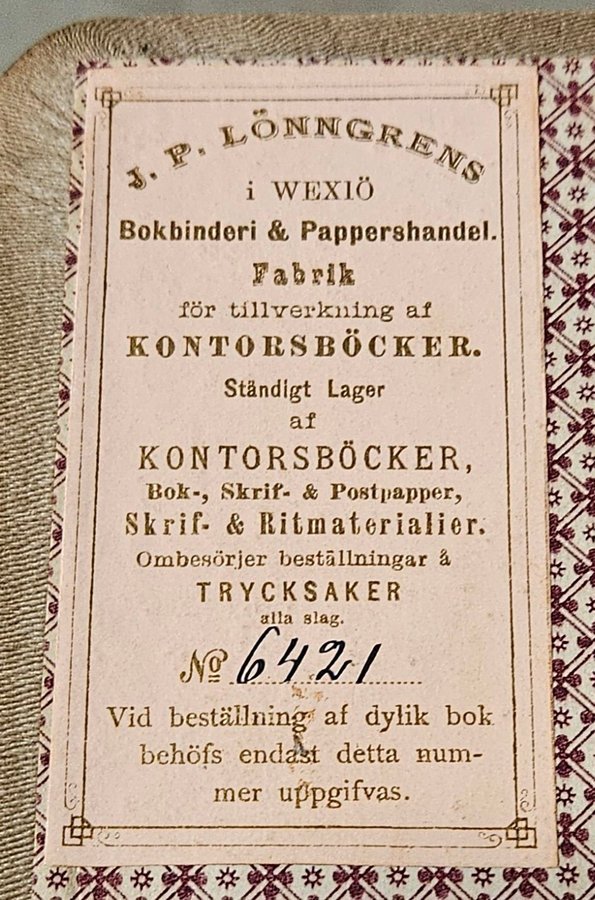 J. P. LÖNNGRENS
i WEXIÖ
Bokbinderi & Pappershandel.
Fabrik
för tillverkning af
KONTORSBÖCKER.
Ständigt Lager
af
KONTORSBÖCKER,
Bok-, Skrif- & Postpapper,
Skrif- & Ritmaterialier.
Ombesörjer beställningar å
TRYCKSAKER
alla slag.
No 6421
Vid beställning af dylik bok
behöfs endast detta num-
mer uppgifvas.